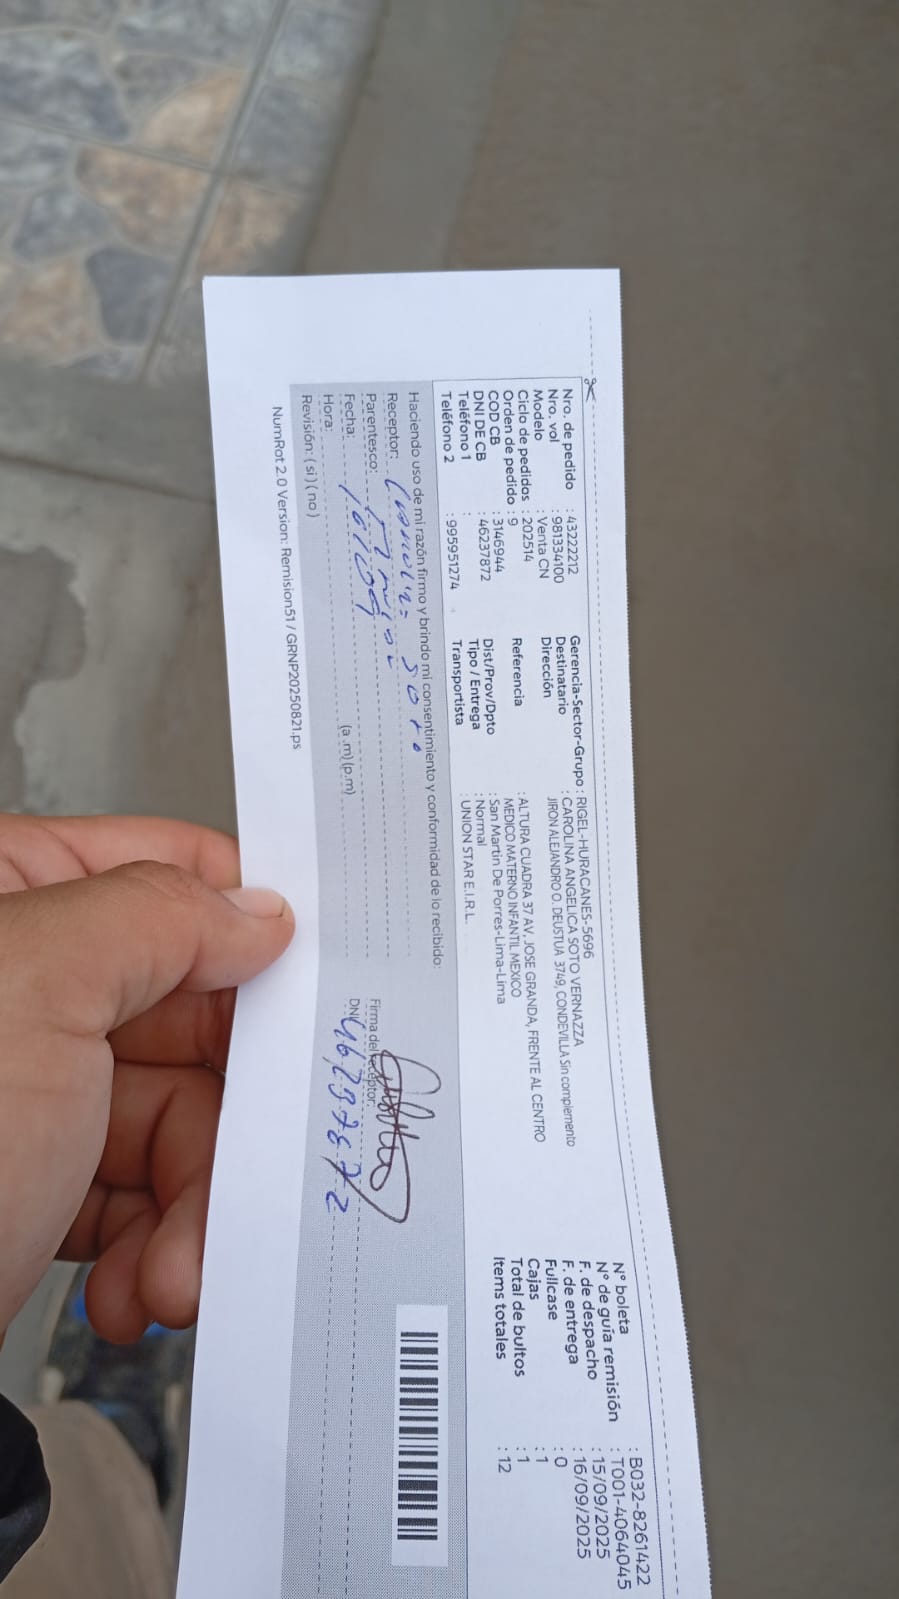 Nro. de pedido : 43222212
Nro. vol : 981334100
Modelo : Venta CN
Ciclo de pedidos : 202514
Orden de pedido : 9
COD CB : 3146944
DNI DE CB : 46237872
Teléfono 1 :
Teléfono 2 : 995951274
Gerencia-Sector-Grupo : RIGEL-HURACANES-5696
Destinatario : CAROLINA ANGELICA SOTO VERNAZZA
Dirección : JIRON ALEJANDRO O. DEUSTUA 3749, CONDEVILLA Sin complemento
Referencia : ALTURA CUADRA 37 AV, JOSE GRANDA, FRENTE AL CENTRO
MEDICO MATERNO INFANTIL MEXICO
Dist/Prov/Dpto : San Martin De Porres-Lima-Lima
Tipo / Entrega : Normal
Transportista : UNION STAR E.I.R.L.
N° boleta : B032-8261422
N° de guía remisión : T001-4064045
F. de despacho : 15/09/2025
F. de entrega : 16/09/2025
Fullcase : 0
Cajas : 1
Total de bultos : 1
Items totales : 12
Haciendo uso de mi razón firmo y brindo mi consentimiento y conformidad de lo recibido:
Receptor: Carolina Soto
Parentesco:
Fecha: 16/09
Hora: (a.m)(p.m)
Revisión: ( si ) ( no )
Firma del receptor:
DNI: 46237872
NumRot 2.0 Version: Remision51 / GRNP20250821.ps